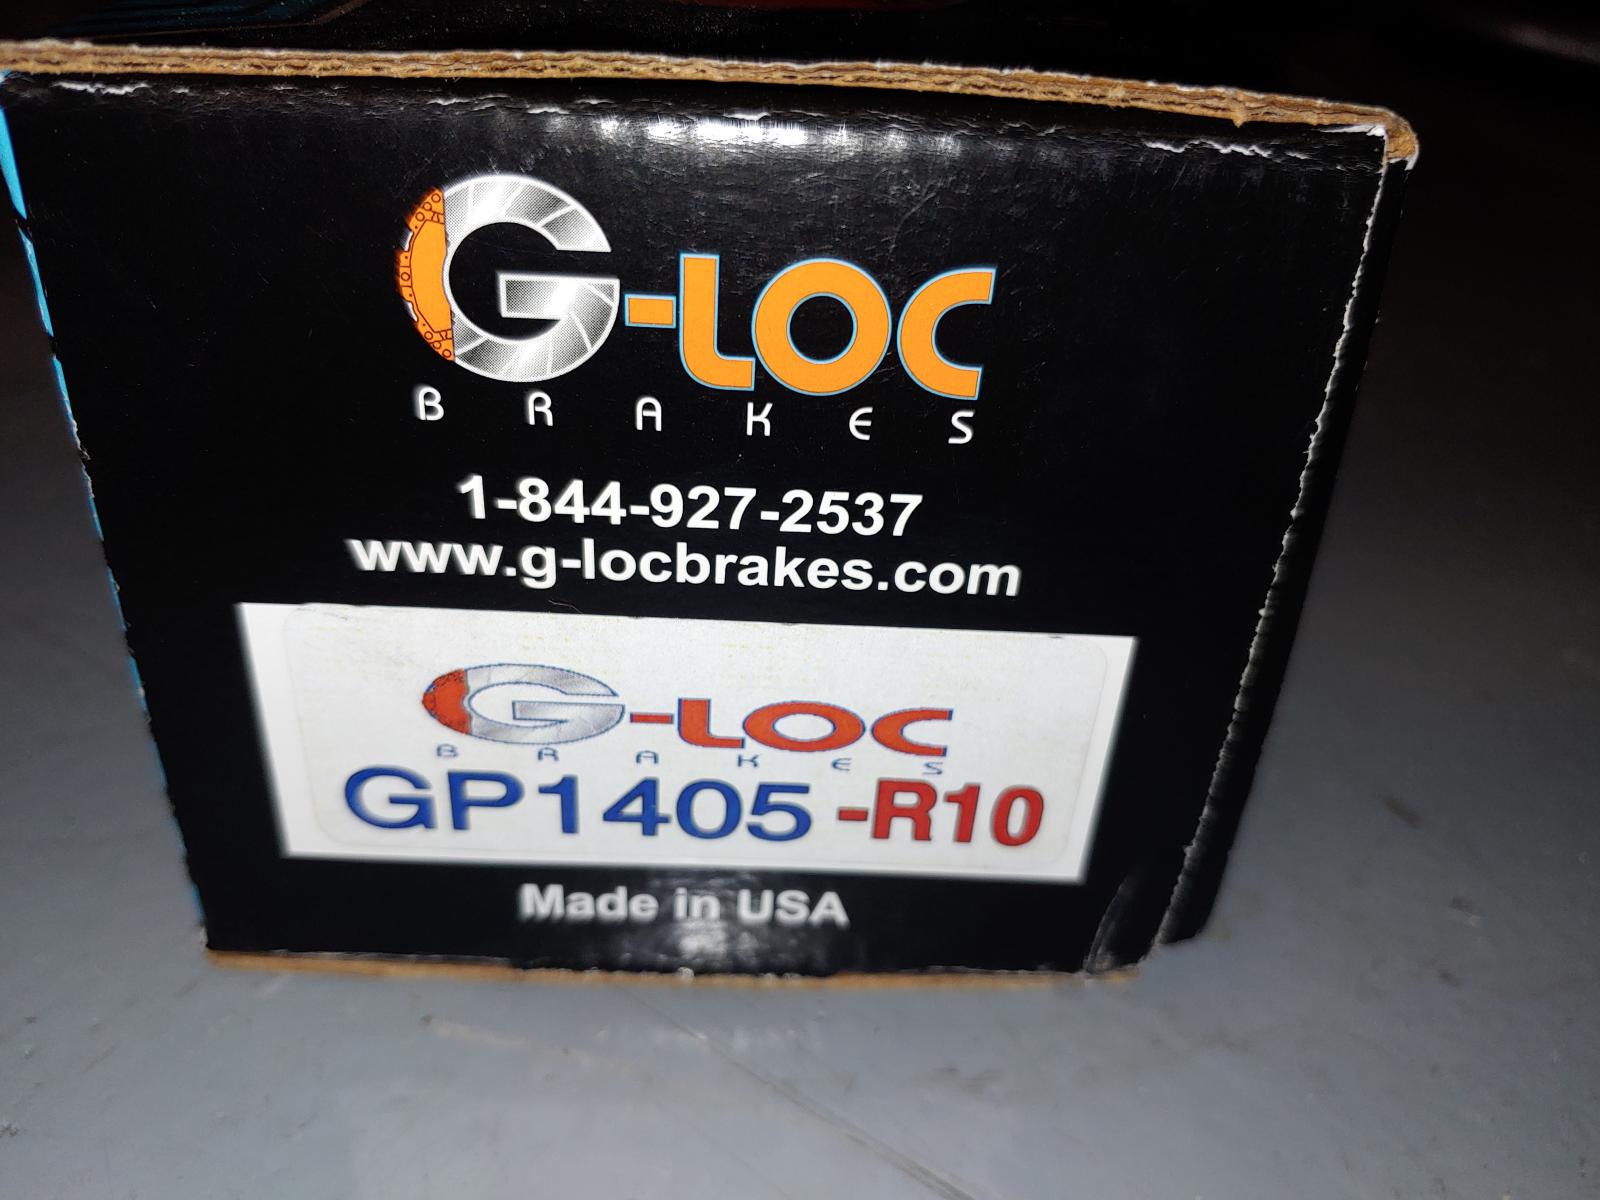 G-LOC
BRAKES
1-844-927-2537
www.g-locbrakes.com
G-LOC
BRAKES
GP1405-R10
Made in USA